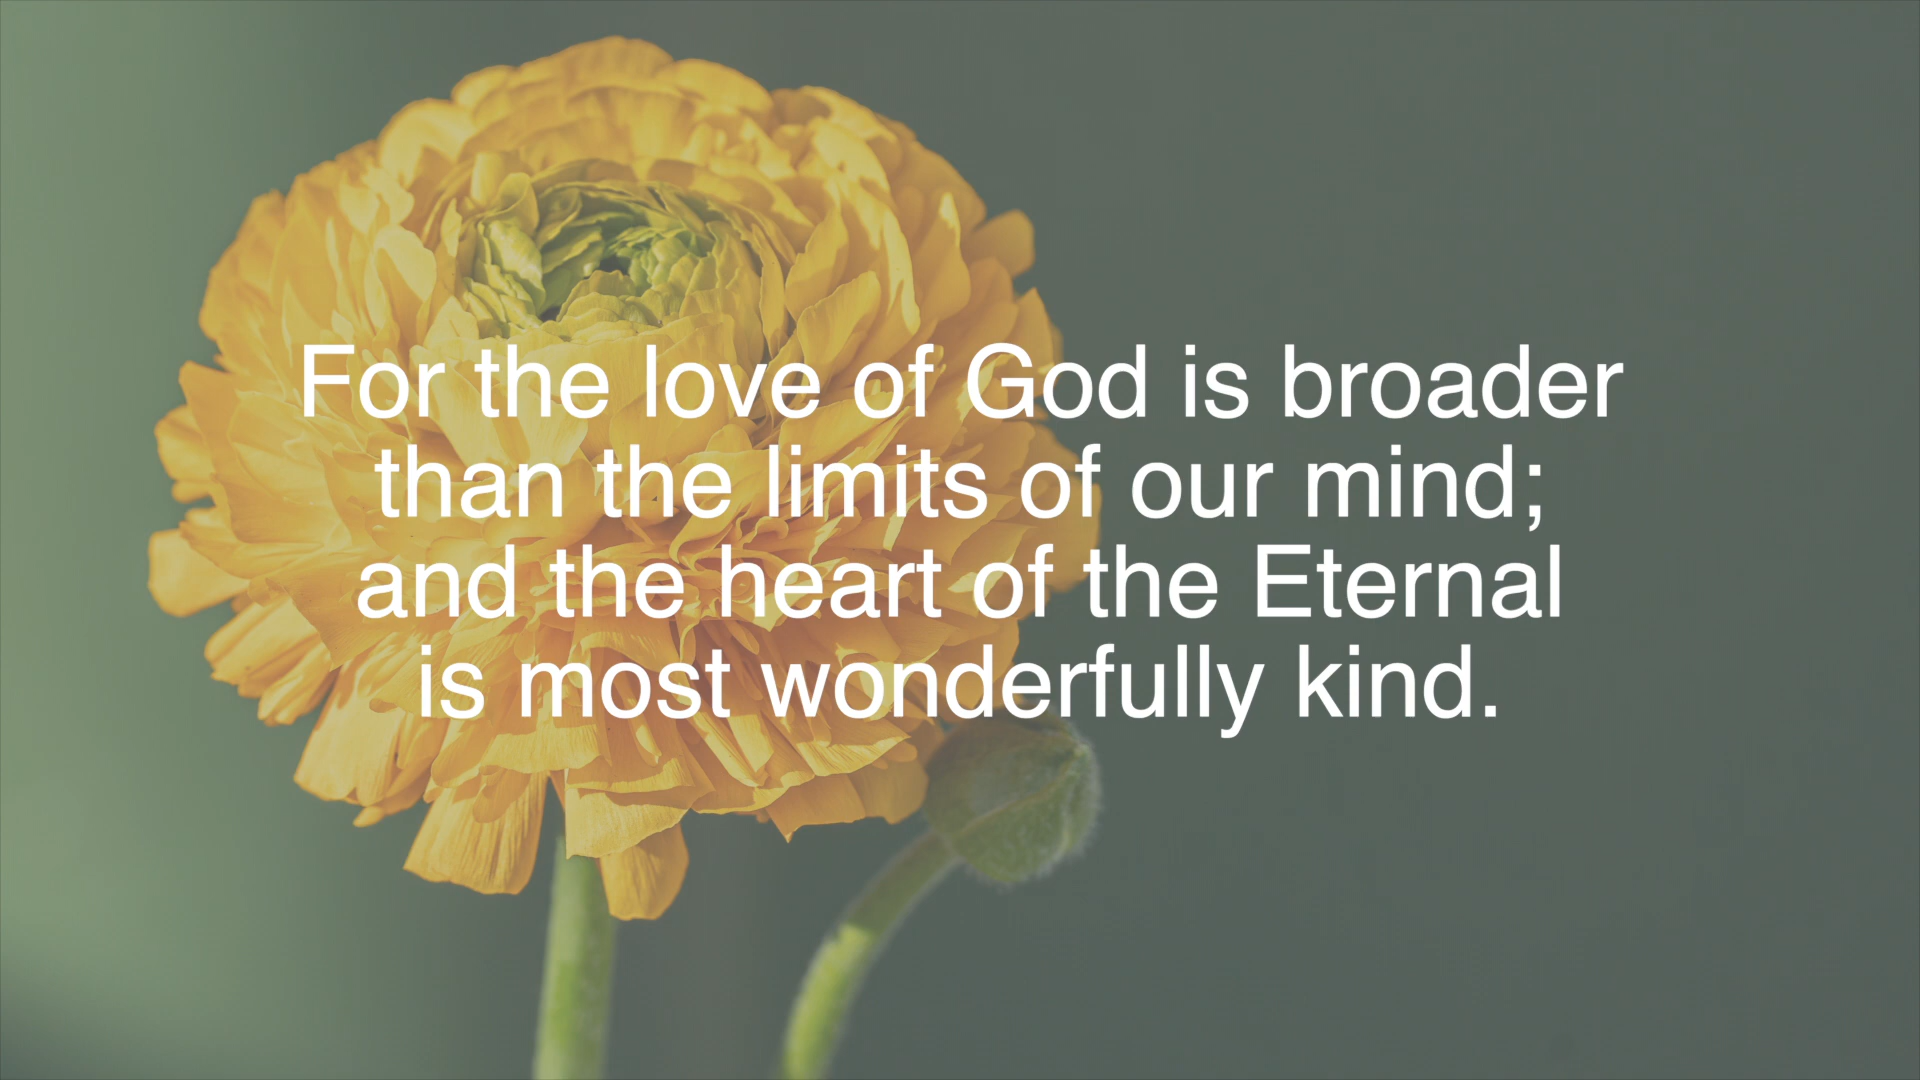 For the love of God is broader
than the limits of our mind;
and the heart of the Eternal
is most wonderfully kind.